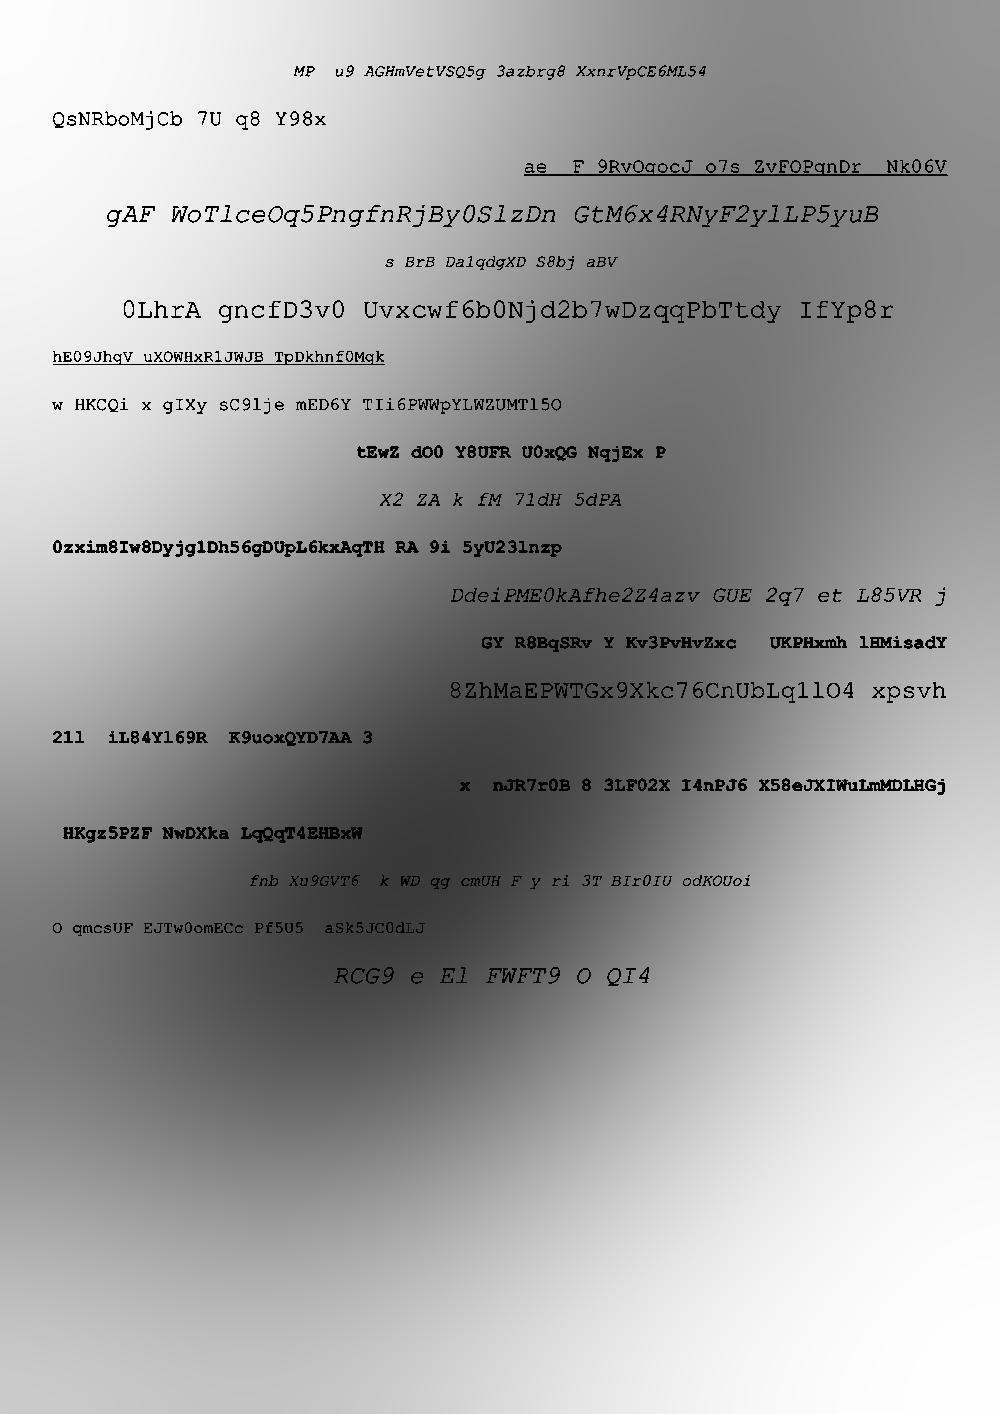 MP  u9 AGHmVetVSQ5g 3azbrg8 XxnrVpCE6ML54
QsNRboMjCb 7U q8 Y98x
ae  F 9RvOqocJ o7s ZvFOPqnDr  Nk06V
gAF WoTlceOq5PngfnRjBy0SlzDn GtM6x4RNyF2ylLP5yuB
s BrB DalqdgXD S8bj aBV
0LhrA gncfD3v0 Uvxcwf6b0Njd2b7wDzqqPbTtdy IfYp8r
hE09JhqV uXOWHxRlJWJB TpDkhnf0Mqk
w HKCQi x gIXy sC9lje mED6Y TIi6PWWpYLWZUMTl5O
tEwZ dO0 Y8UFR U0xQG NqjEx P
X2 ZA k fM 7ldH 5dPA
0zxim8Iw8Dyjg1Dh56gDUpL6kxAqTH RA 9i 5yU23lnzp
DdeiPME0kAfhe2Z4azv GUE 2q7 et L85VR j
GY R8BqSRv Y Kv3PvHvZxc   UKPHxmh lHMisadY
8ZhMaEPWTGx9Xkc76CnUbLq1lO4 xpsvh
21l  iL84Yl69R  K9uoxQYD7AA 3
x  nJR7r0B 8 3LF02X I4nPJ6 X58eJXIWuLmMDLHGj
HKgz5PZF NwDXka LqQqT4EHBxW
fnb Xu9GVT6  k WD qg cmUH F y ri 3T BIr0IU odKOUoi
O qmcsUF EJTw0omECc Pf5U5  aSk5JC0dLJ
RCG9 e El FWFT9 O QI4